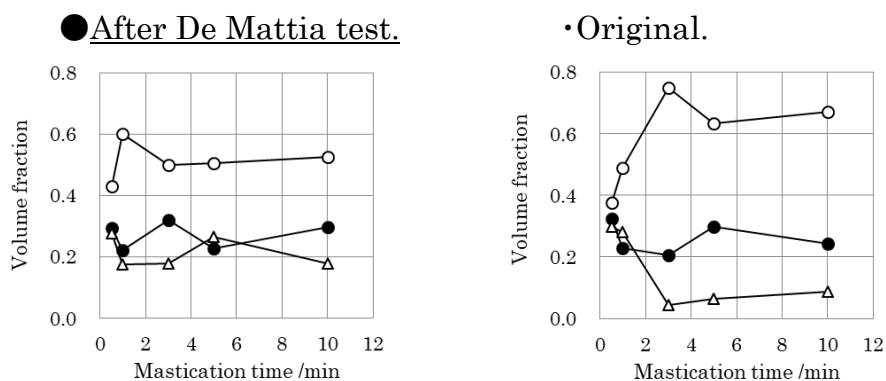 ●After De Mattia test.
・Original.
0.8
0.6
0.4
0.2
0.0
Volume fraction
0 2 4 6 8 10 12
Mastication time /min
0.8
0.6
0.4
0.2
0.0
Volume fraction
0 2 4 6 8 10 12
Mastication time /min